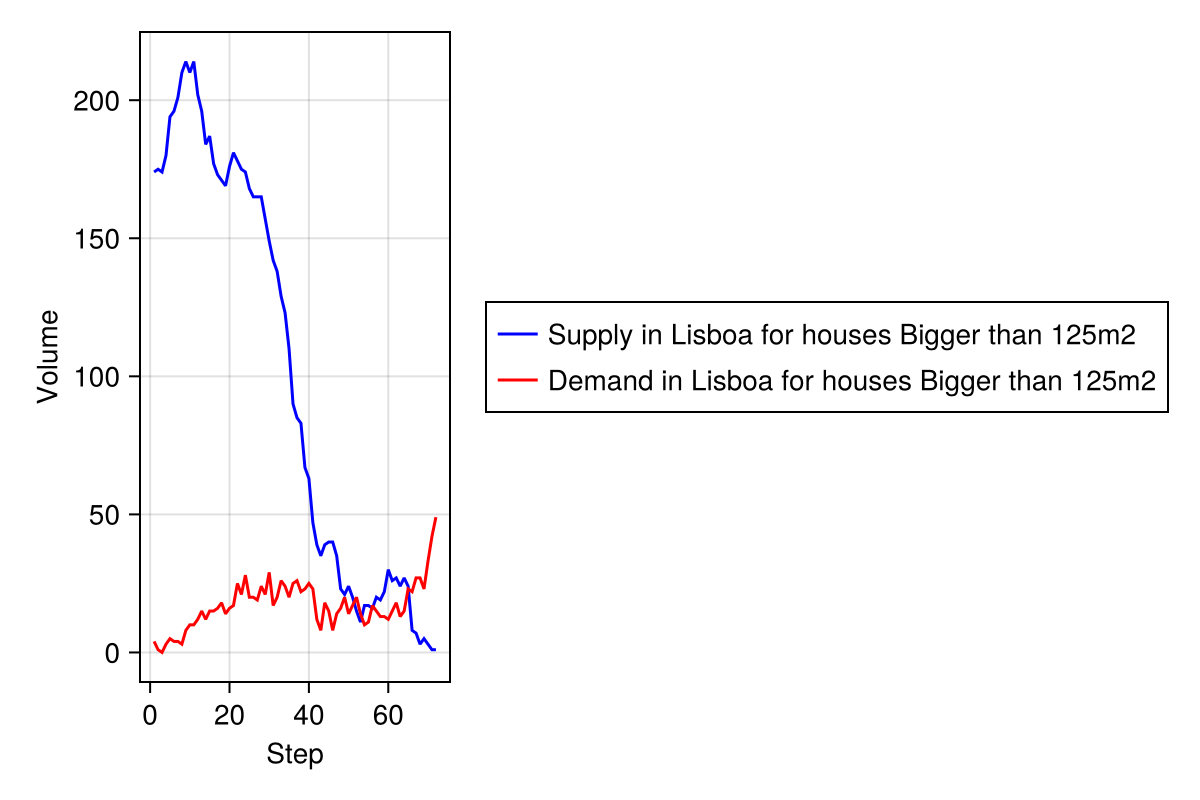 200
150
100
50
0
Volume
0 20 40 60
Step
Supply in Lisboa for houses Bigger than 125m2
Demand in Lisboa for houses Bigger than 125m2